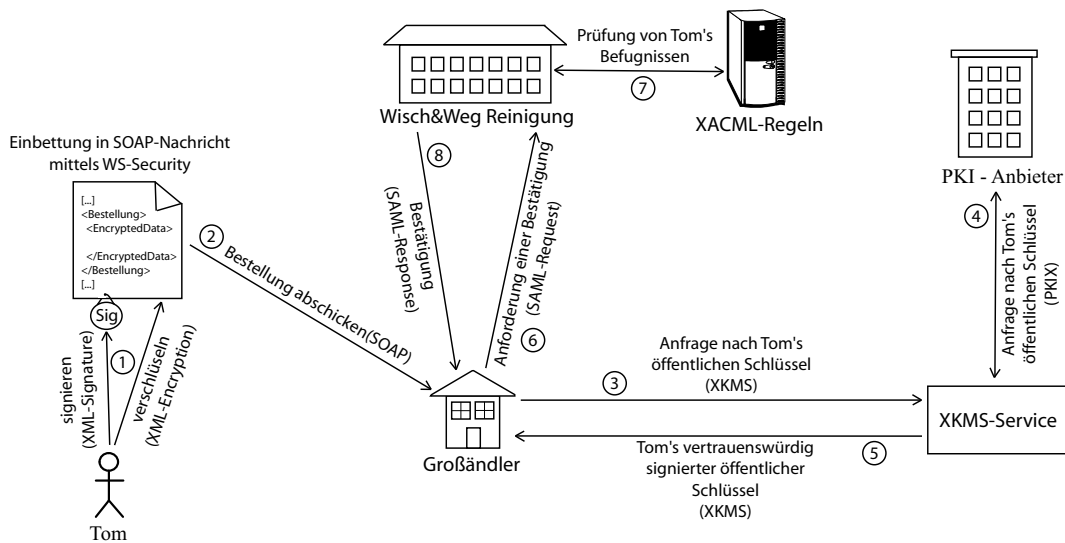 Prüfung von Tom's
Befugnissen
7
Wisch&Weg Reinigung
XACML-Regeln
PKI - Anbieter
Einbettung in SOAP-Nachricht
mittels WS-Security
[...]
<Bestellung>
<EncryptedData>
</EncryptedData>
</Bestellung>
[...]
Sig
1
signieren
(XML-Signature)
verschlüseln
(XML-Encryption)
Tom
2
Bestellung abschicken(SOAP)
8
Bestätigung
(SAML-Response)
Anforderung einer Bestätigung
(SAML-Request)
6
Großändler
Anfrage nach Tom's
öffentlichen Schlüssel
(XKMS)
3
Tom's vertrauenswürdig
signierter öffentlicher
Schlüssel
(XKMS)
5
4
Anfrage nach Tom's
öffentlichen Schlüssel
(PKIX)
XKMS-Service